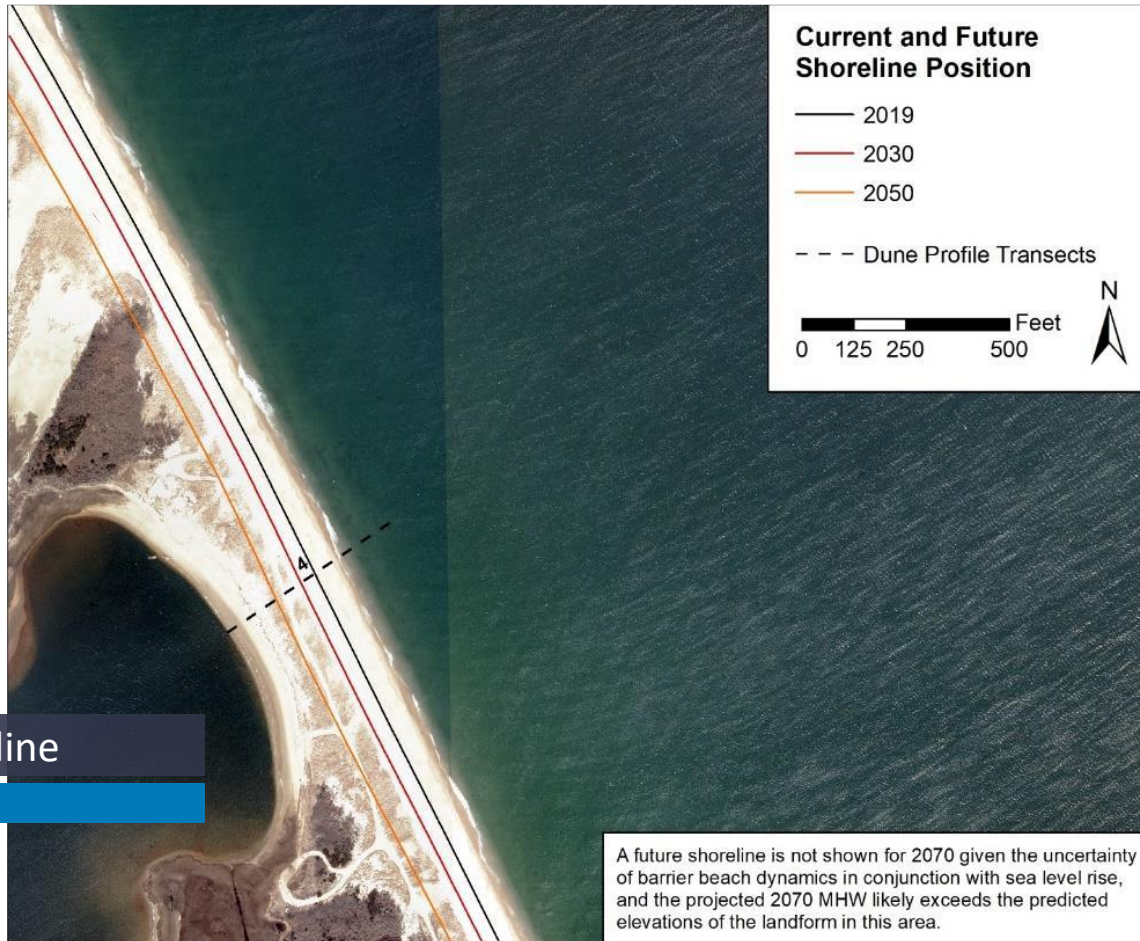 Current and Future
Shoreline Position
2019
2030
2050
Dune Profile Transects
N
Feet
0 125 250 500
4
line
A future shoreline is not shown for 2070 given the uncertainty
of barrier beach dynamics in conjunction with sea level rise,
and the projected 2070 MHW likely exceeds the predicted
elevations of the landform in this area.